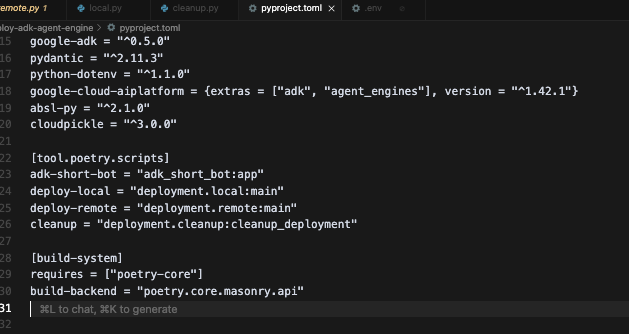 emote.py 1 local.py cleanup.py pyproject.toml .env
loy-adk-agent-engine > pyproject.toml
15 google-adk = "^0.5.0"
16 pydantic = "^2.11.3"
17 python-dotenv = "^1.1.0"
18 google-cloud-aiplatform = {extras = ["adk", "agent_engines"], version = "^1.42.1"}
19 absl-py = "^2.1.0"
20 cloudpickle = "^3.0.0"
21
22 [tool.poetry.scripts]
23 adk-short-bot = "adk_short_bot:app"
24 deploy-local = "deployment.local:main"
25 deploy-remote = "deployment.remote:main"
26 cleanup = "deployment.cleanup:cleanup_deployment"
27
28 [build-system]
29 requires = ["poetry-core"]
30 build-backend = "poetry.core.masonry.api"
31 ⌘L to chat, ⌘K to generate
32